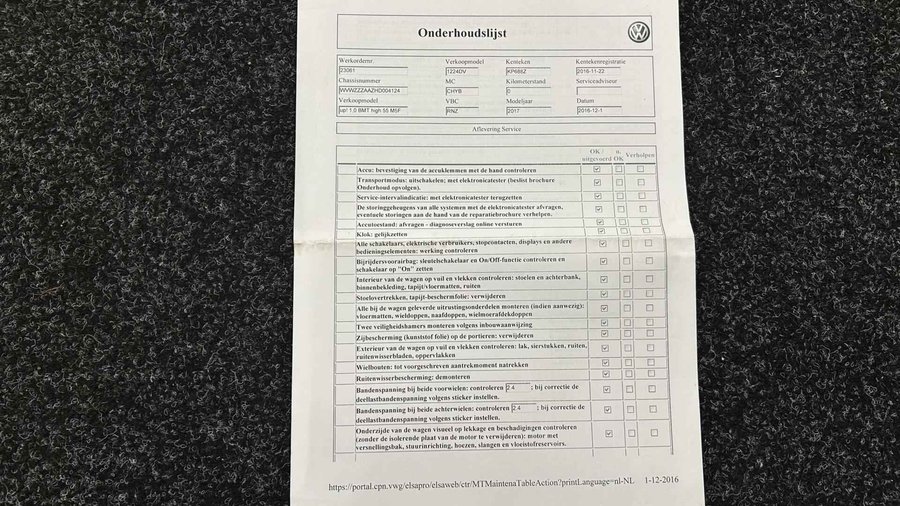 Onderhoudslijst
Werkordernr. Verkoopmodel Kenteken Kentekenregistratie
23061 1224DV KP688Z 2016-11-22
Chassisnummer MC Kilometerstand Serviceadviseur
WVWZZZAAZHD004124 CHYB 0
Verkoopmodel VBC Modeljaar Datum
up! 1.0 BMT high 55 M5F RNZ 2017 2016-12-1
Aflevering Service
OK / n. Verholpen
uitgevoerd OK
Accu: bevestiging van de accuklemmen met de hand controleren
Transportmodus: uitschakelen; met elektronicatester (beslist brochure
Onderhoud opvolgen).
Service-intervalindicatie: met elektronicatester terugzetten
De storinggeheugens van alle systemen met de elektronicatester afvragen,
eventuele storingen aan de hand van de reparatiebrochure verhelpen.
Accutoestand: afvragen - diagnoseverslag online versturen
Klok: gelijkzetten
Alle schakelaars, elektrische verbruikers, stopcontacten, displays en andere
bedieningselementen: werking controleren
Bijrijdersvoorairbag: sleutelschakelaar en On/Off-functie controleren en
schakelaar op "On" zetten
Interieur van de wagen op vuil en vlekken controleren: stoelen en achterbank,
binnenbekleding, tapijt/vloermatten, ruiten
Stoelovertrekken, tapijt-beschermfolie: verwijderen
Alle bij de wagen geleverde uitrustingsonderdelen monteren (indien aanwezig):
vloermatten, wieldoppen, naafdoppen, wielmoerafdekdoppen
Twee veiligheidshamers monteren volgens inbouwaanwijzing
Zijbescherming (kunststof folie) op de portieren: verwijderen
Exterieur van de wagen op vuil en vlekken controleren: lak, sierstukken, ruiten,
ruitenwisserbladen, oppervlakken
Wielbouten: tot voorgeschreven aantrekmoment natrekken
Ruitenwisserbescherming: demonteren
Bandenspanning bij beide voorwielen: controleren 2.4 ; bij correctie de
deellastbandenspanning volgens sticker instellen.
Bandenspanning bij beide achterwielen: controleren 2.4 ; bij correctie de
deellastbandenspanning volgens sticker instellen.
Onderzijde van de wagen visueel op lekkage en beschadigingen controleren
(zonder de isolerende plaat van de motor te verwijderen): motor met
versnellingsbak, stuurinrichting, hoezen, slangen en vloeistofreservoirs.
https://portal.cpn.vwg/elsapro/elsaweb/ctr/MTMaintenaTableAction?printLanguage=nl-NL 1-12-2016